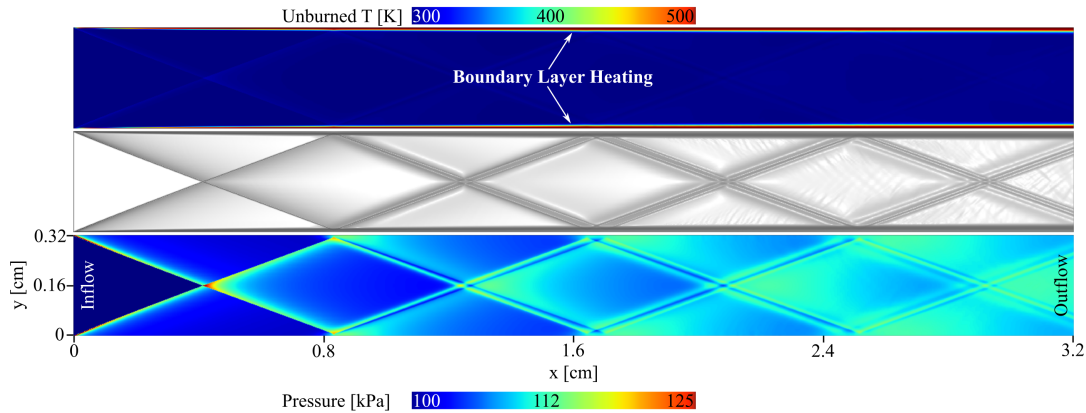 Unburned T [K] 300 400 500
Boundary Layer Heating
0.32
0.16
0
y [cm]
Inflow
Outflow
0 0.8 1.6 2.4 3.2
x [cm]
Pressure [kPa] 100 112 125